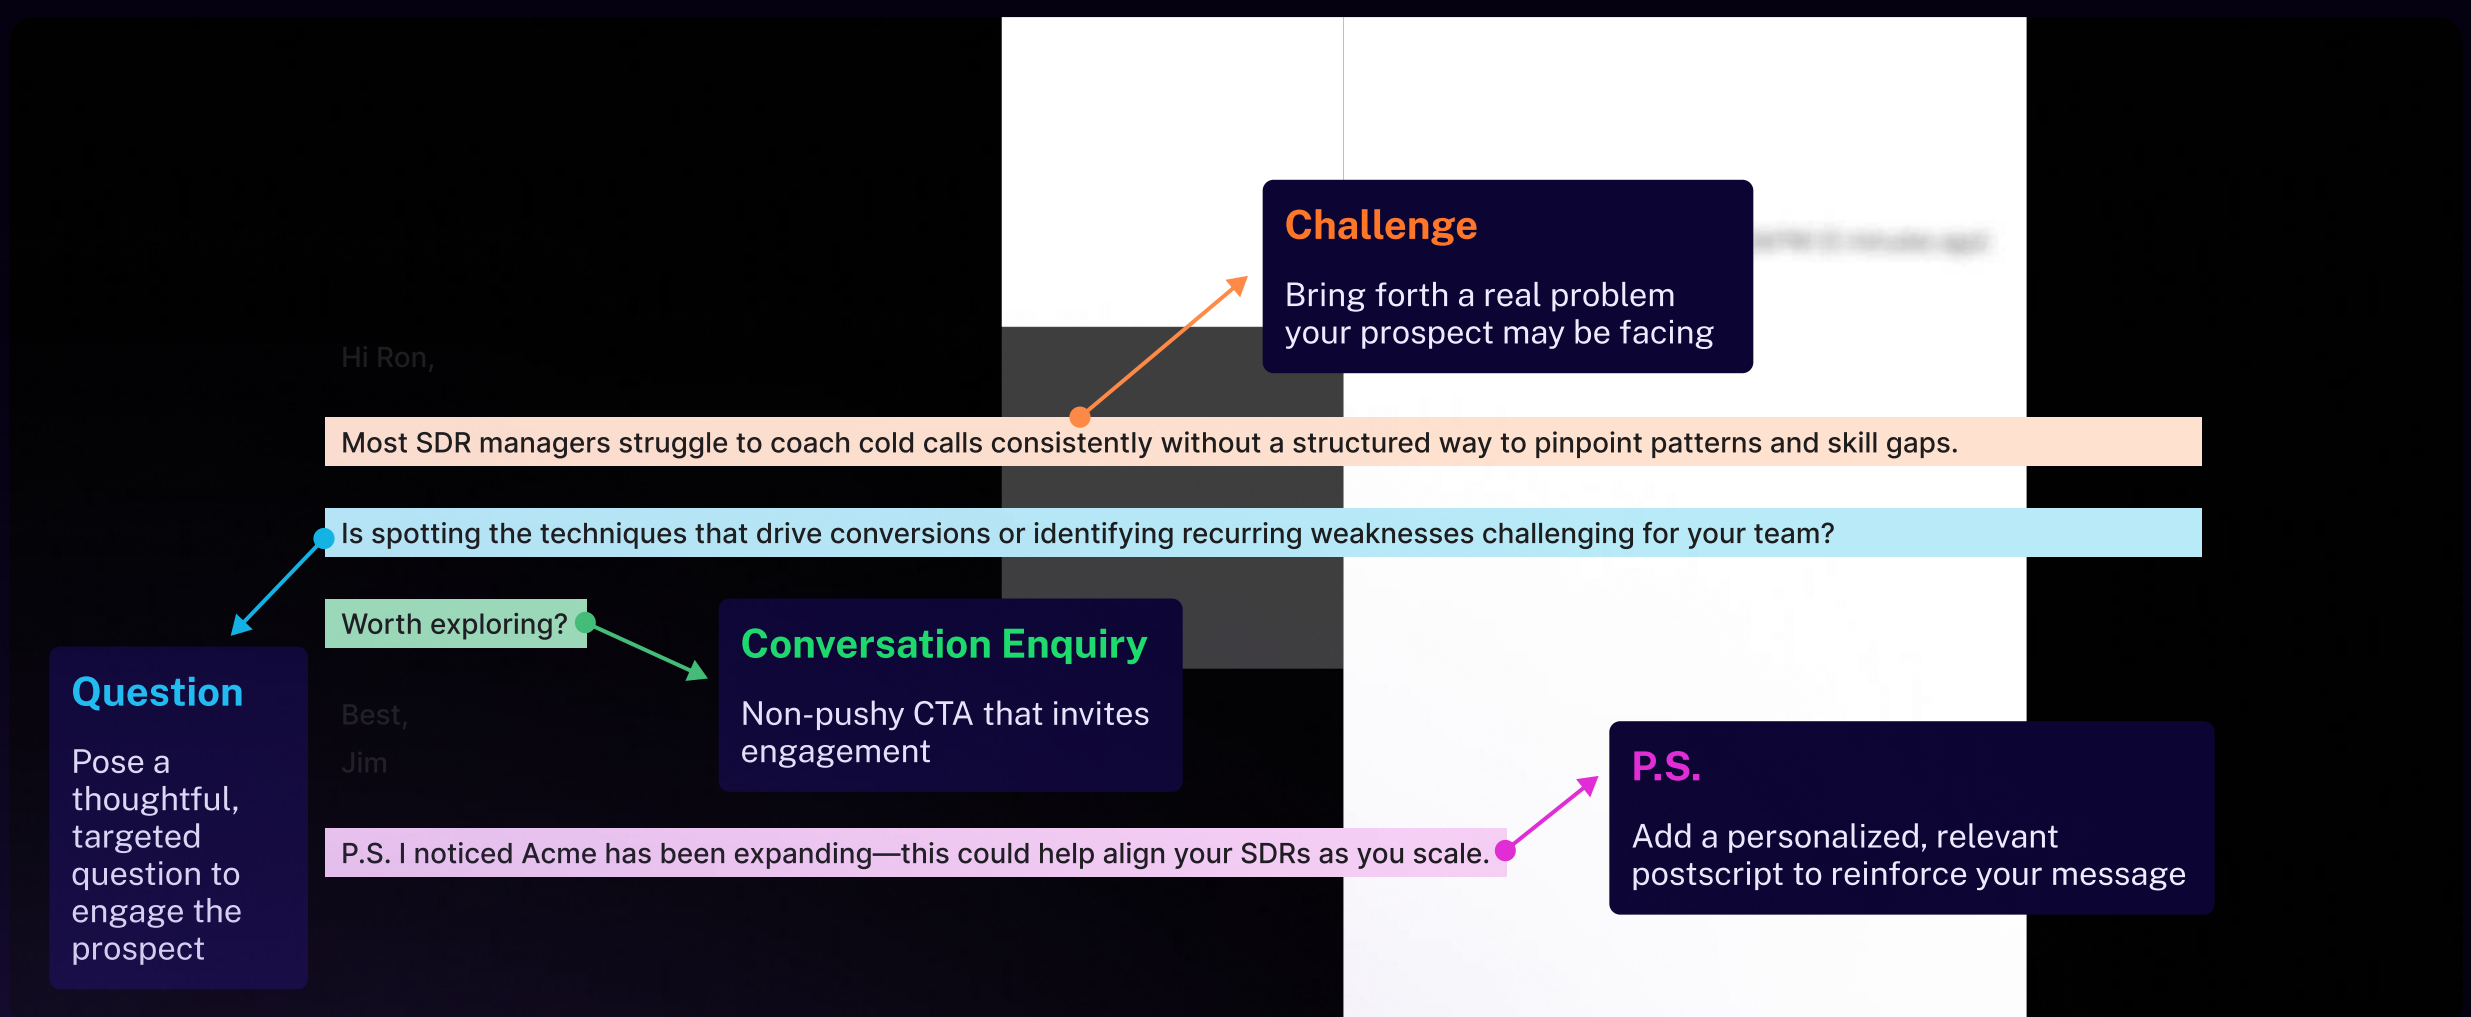 Challenge
Bring forth a real problem
your prospect may be facing
Hi Ron,
Most SDR managers struggle to coach cold calls consistently without a structured way to pinpoint patterns and skill gaps.
Is spotting the techniques that drive conversions or identifying recurring weaknesses challenging for your team?
Worth exploring?
Conversation Enquiry
Non-pushy CTA that invites
engagement
Question
Pose a
thoughtful,
targeted
question to
engage the
prospect
Best,
Jim
P.S.
Add a personalized, relevant
postscript to reinforce your message
P.S. I noticed Acme has been expanding—this could help align your SDRs as you scale.